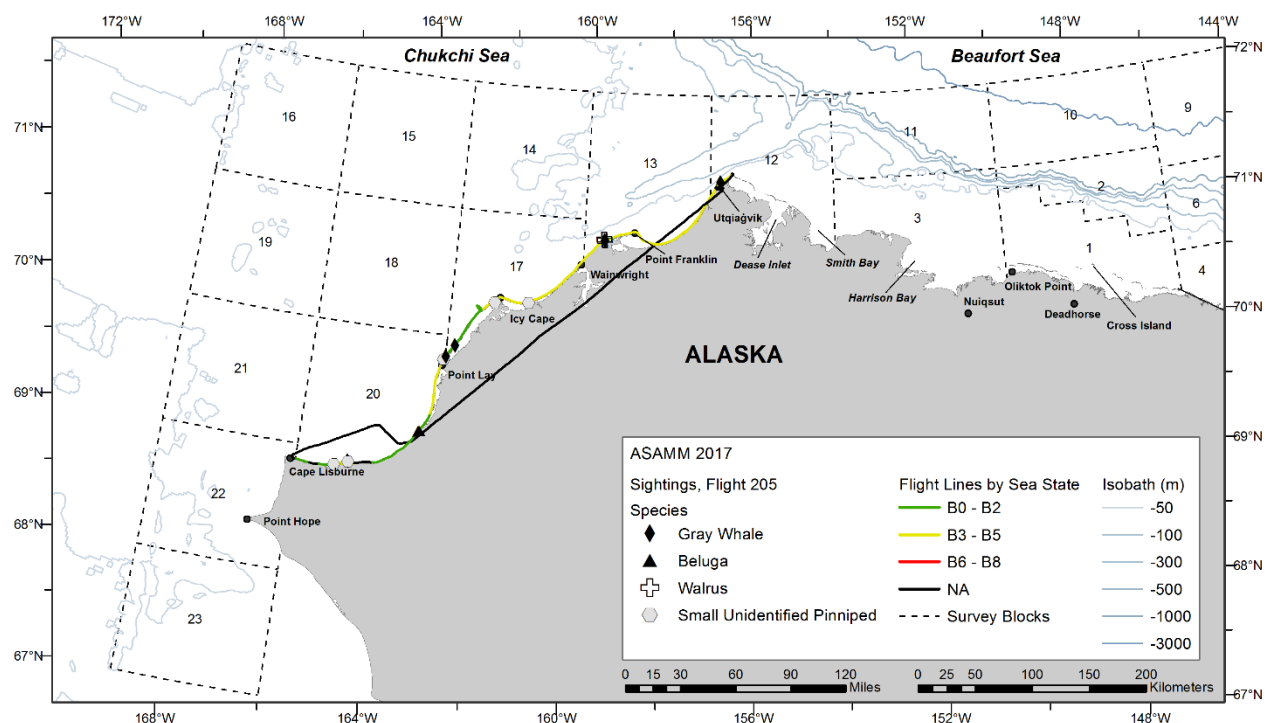 172°W 168°W 164°W 160°W 156°W 152°W 148°W 144°W
Chukchi Sea
Beaufort Sea
72°N
71°N
71°N
70°N
70°N
69°N
69°N
68°N
68°N
67°N
67°N
16
15
14
13
12
11
10
9
2
6
3
1
4
19
18
17
21
20
22
23
Utqiaġvik
Point Franklin
Wainwright
Dease Inlet
Smith Bay
Harrison Bay
Oliktok Point
Nuiqsut
Deadhorse
Cross Island
Icy Cape
Point Lay
ALASKA
Cape Lisburne
Point Hope
ASAMM 2017
Sightings, Flight 205
Species
Gray Whale
Beluga
Walrus
Small Unidentified Pinniped
Flight Lines by Sea State
B0 - B2
B3 - B5
B6 - B8
NA
Survey Blocks
Isobath (m)
-50
-100
-300
-500
-1000
-3000
0 15 30 60 90 120
Miles
0 25 50 100 150 200
Kilometers
168°W 164°W 160°W 156°W 152°W 148°W